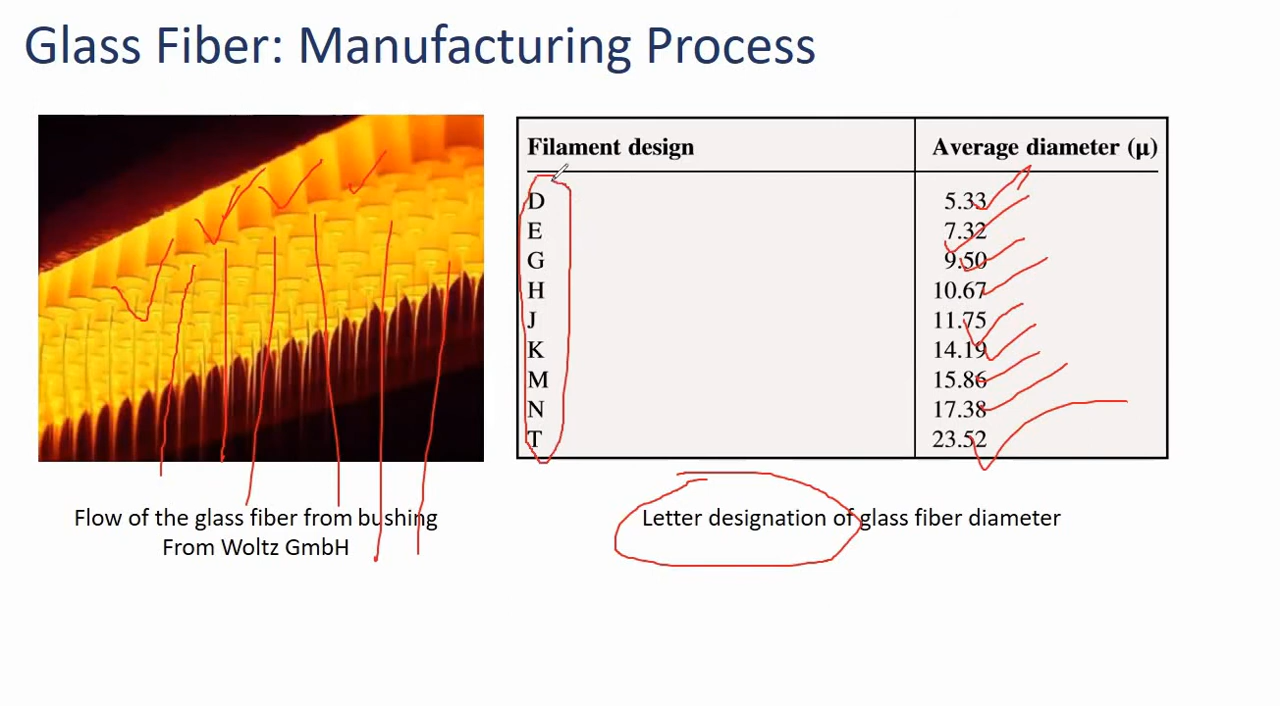 Glass Fiber: Manufacturing Process
Filament design Average diameter (μ)
D 5.33
E 7.32
G 9.50
H 10.67
J 11.75
K 14.19
M 15.86
N 17.38
T 23.52
Flow of the glass fiber from bushing
From Woltz GmbH
Letter designation of glass fiber diameter